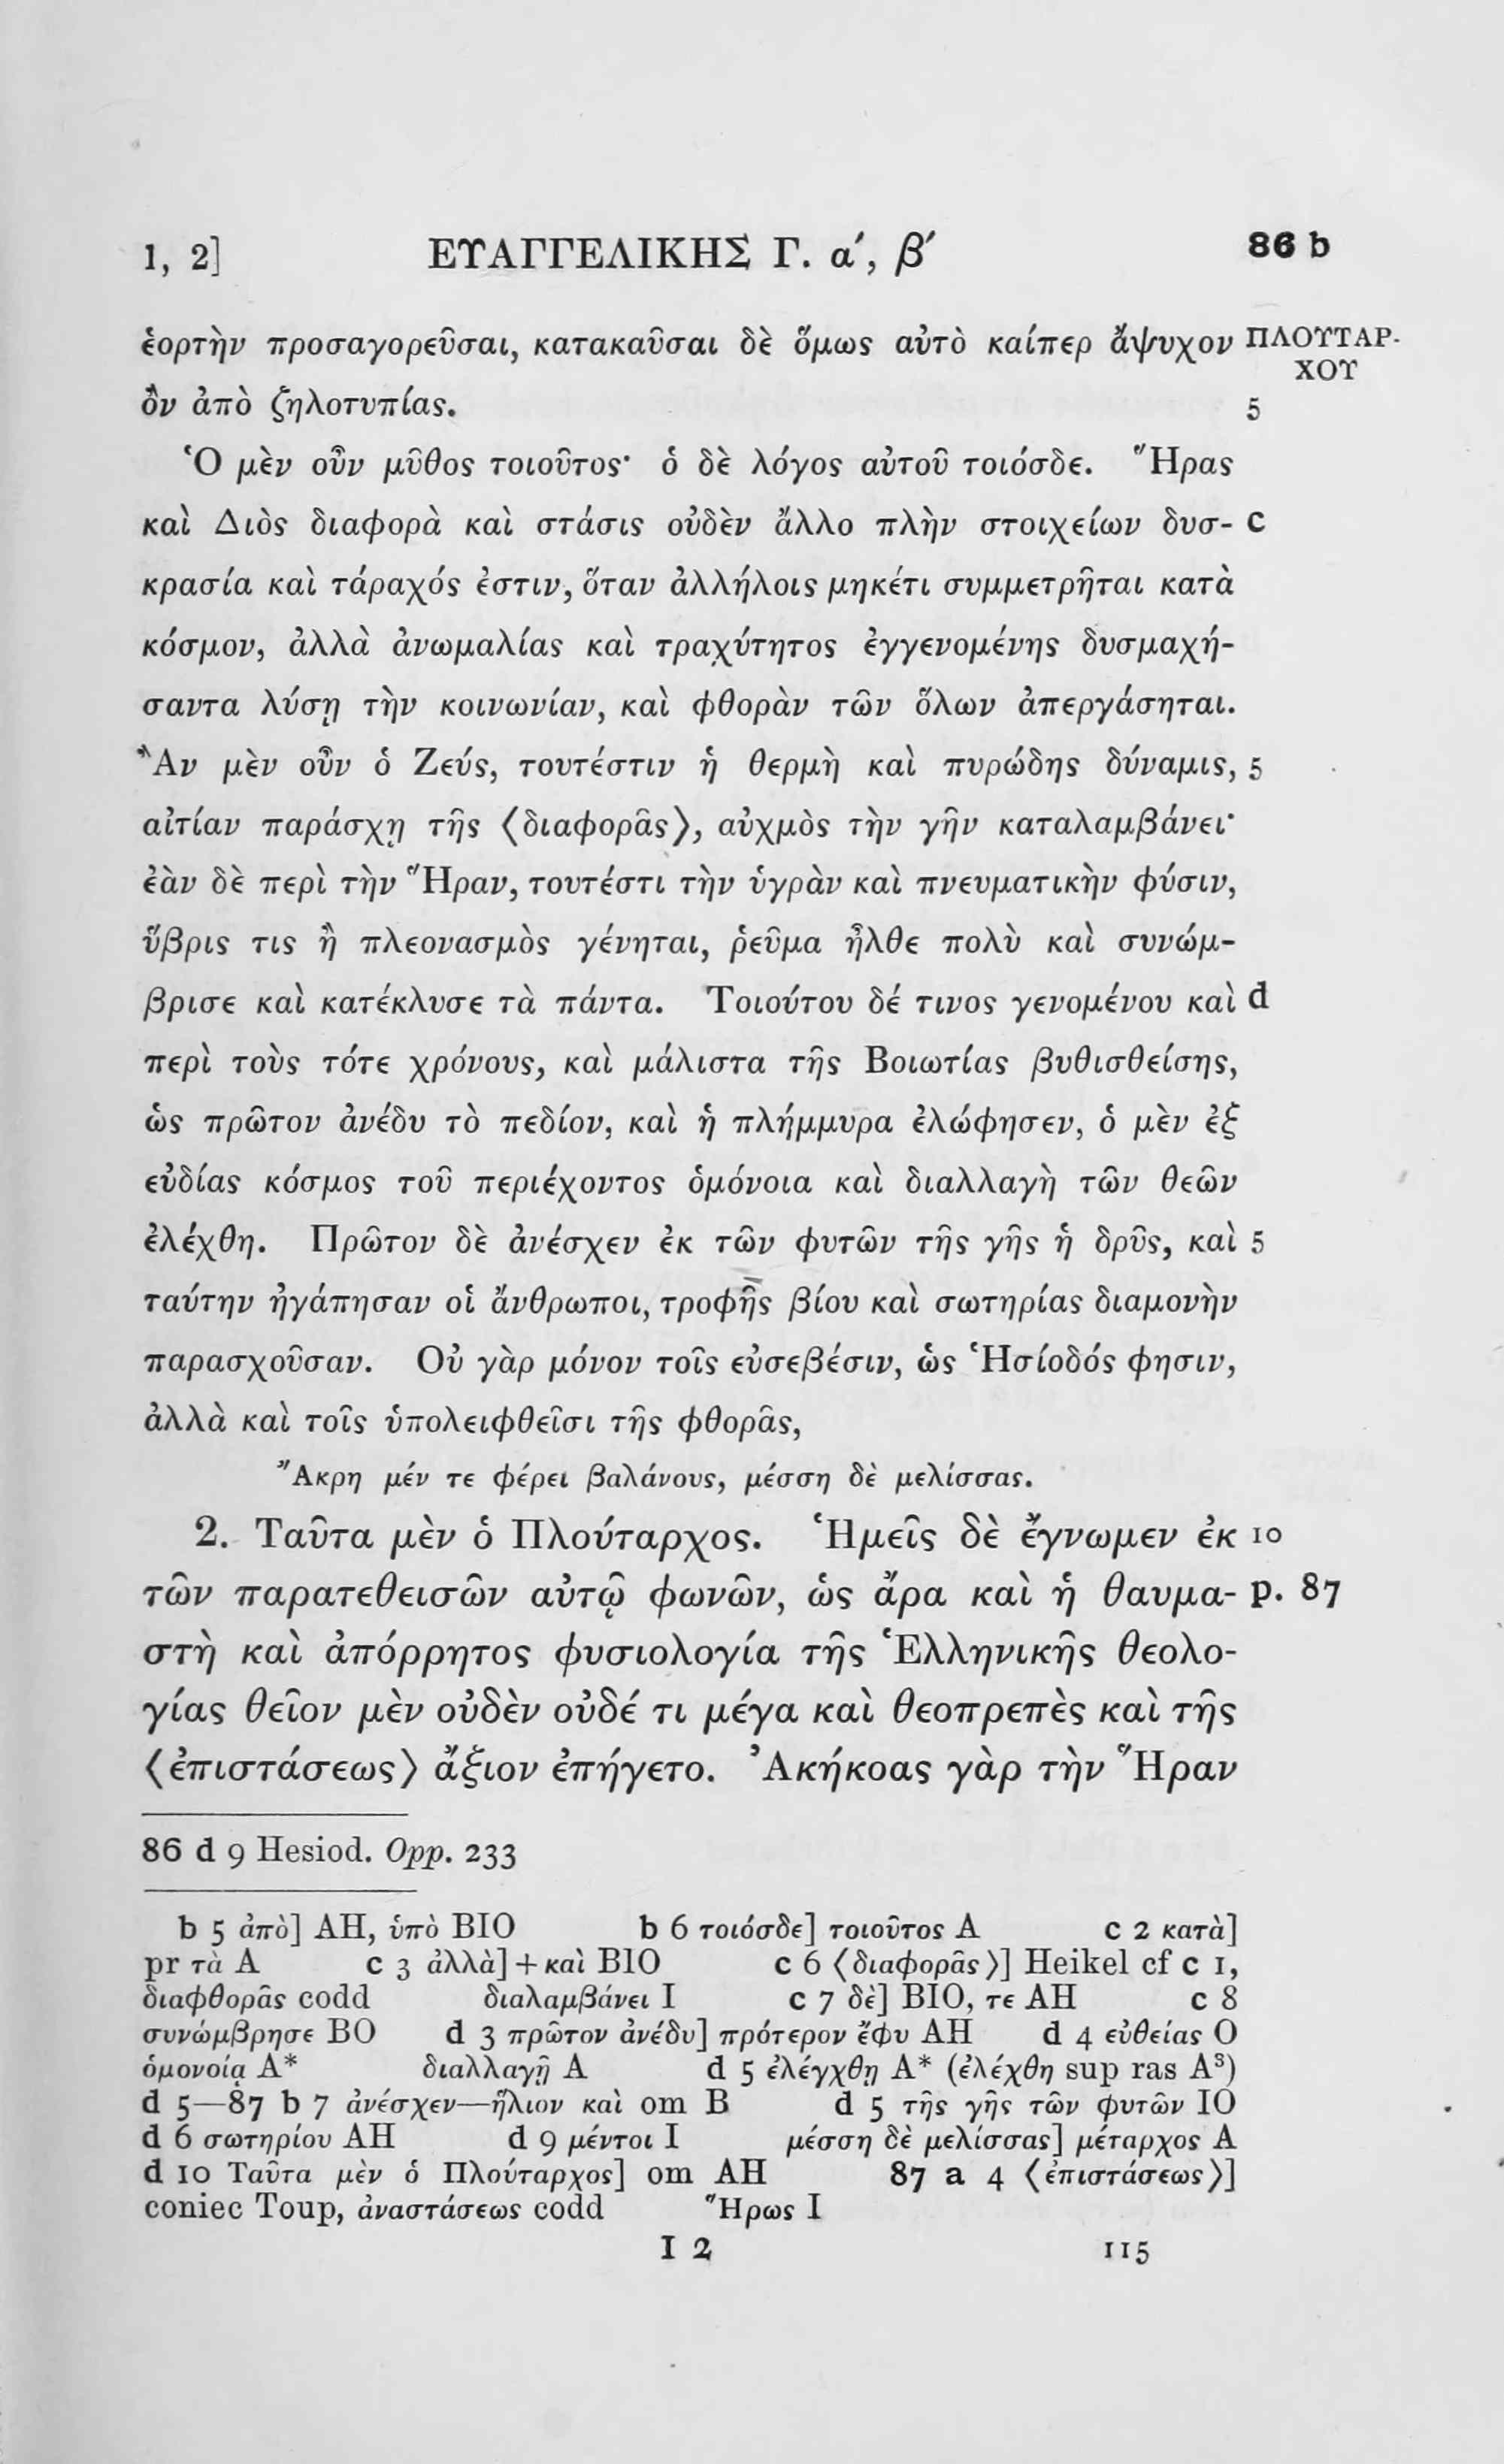 1, 2] ΕΥΑΓΓΕΛΙΚΗΣ Γ. α′, β′ 86 b
ἑορτὴν προσαγορεῦσαι, κατακαῦσαι δὲ ὅμως αὐτὸ καίπερ ἄψυχον ΠΛΟΥΤΑΡ-
ΧΟΥ
ὂν ἀπὸ ζηλοτυπίας. 5
Ὁ μὲν οὖν μῦθος τοιοῦτος· ὁ δὲ λόγος αὐτοῦ τοιόσδε. Ἥρας
καὶ Διὸς διαφορὰ καὶ στάσις οὐδὲν ἄλλο πλὴν στοιχείων δυσ- c
κρασία καὶ τάραχός ἐστιν, ὅταν ἀλλήλοις μηκέτι συμμετρῆται κατὰ
κόσμον, ἀλλὰ ἀνωμαλίας καὶ τραχύτητος ἐγγενομένης δυσμαχή-
σαντα λύσῃ τὴν κοινωνίαν, καὶ φθορὰν τῶν ὅλων ἀπεργάσηται.
Ἂν μὲν οὖν ὁ Ζεύς, τουτέστιν ἡ θερμὴ καὶ πυρώδης δύναμις, 5
αἰτίαν παράσχῃ τῆς ⟨διαφορᾶς⟩, αὐχμὸς τὴν γῆν καταλαμβάνει·
ἐὰν δὲ περὶ τὴν Ἥραν, τουτέστι τὴν ὑγρὰν καὶ πνευματικὴν φύσιν,
ὕβρις τις ἢ πλεονασμὸς γένηται, ῥεῦμα ἦλθε πολὺ καὶ συνώμ-
βρισε καὶ κατέκλυσε τὰ πάντα. Τοιούτου δέ τινος γενομένου καὶ d
περὶ τοὺς τότε χρόνους, καὶ μάλιστα τῆς Βοιωτίας βυθισθείσης,
ὡς πρῶτον ἀνέδυ τὸ πεδίον, καὶ ἡ πλήμμυρα ἐλώφησεν, ὁ μὲν ἐξ
εὐδίας κόσμος τοῦ περιέχοντος ὁμόνοια καὶ διαλλαγὴ τῶν θεῶν
ἐλέχθη. Πρῶτον δὲ ἀνέσχεν ἐκ τῶν φυτῶν τῆς γῆς ἡ δρῦς, καὶ 5
ταύτην ἠγάπησαν οἱ ἄνθρωποι, τροφῆς βίου καὶ σωτηρίας διαμονὴν
παρασχοῦσαν. Οὐ γὰρ μόνον τοῖς εὐσεβέσιν, ὡς Ἡσίοδός φησιν,
ἀλλὰ καὶ τοῖς ὑπολειφθεῖσι τῆς φθορᾶς,
Ἄκρη μέν τε φέρει βαλάνους, μέσση δὲ μελίσσας.
2. Ταῦτα μὲν ὁ Πλούταρχος. Ἡμεῖς δὲ ἔγνωμεν ἐκ 10
τῶν παρατεθεισῶν αὐτῷ φωνῶν, ὡς ἄρα καὶ ἡ θαυμα- p. 87
στὴ καὶ ἀπόρρητος φυσιολογία τῆς Ἑλληνικῆς θεολο-
γίας θεῖον μὲν οὐδὲν οὐδέ τι μέγα καὶ θεοπρεπὲς καὶ τῆς
⟨ἐπιστάσεως⟩ ἄξιον ἐπήγετο. Ἀκήκοας γὰρ τὴν Ἥραν
86 d 9 Hesiod. Opp. 233
b 5 ἀπὸ] AH, ὑπὸ BIO b 6 τοιόσδε] τοιοῦτος A c 2 κατὰ]
pr τὰ A c 3 ἀλλὰ] + καὶ BIO c 6 ⟨διαφορᾶς⟩] Heikel cf c 1,
διαφθορᾶς codd διαλαμβάνει I c 7 δὲ] BIO, τε AH c 8
συνώμβρησε BO d 3 πρῶτον ἀνέδυ] πρότερον ἔφυ AH d 4 εὐθείας O
ὁμονοίᾳ A* διαλλαγῇ A d 5 ἐλέγχθη A* (ἐλέχθη sup ras A³)
d 5—87 b 7 ἀνέσχεν—ἥλιον καὶ om B d 5 τῆς γῆς τῶν φυτῶν IO
d 6 σωτηρίου AH d 9 μέντοι I μέσση δὲ μελίσσας] μέταρχος A
d 10 Ταῦτα μὲν ὁ Πλούταρχος] om AH 87 a 4 ⟨ἐπιστάσεως⟩]
coniec Toup, ἀναστάσεως codd Ἥρως I
I 2 115